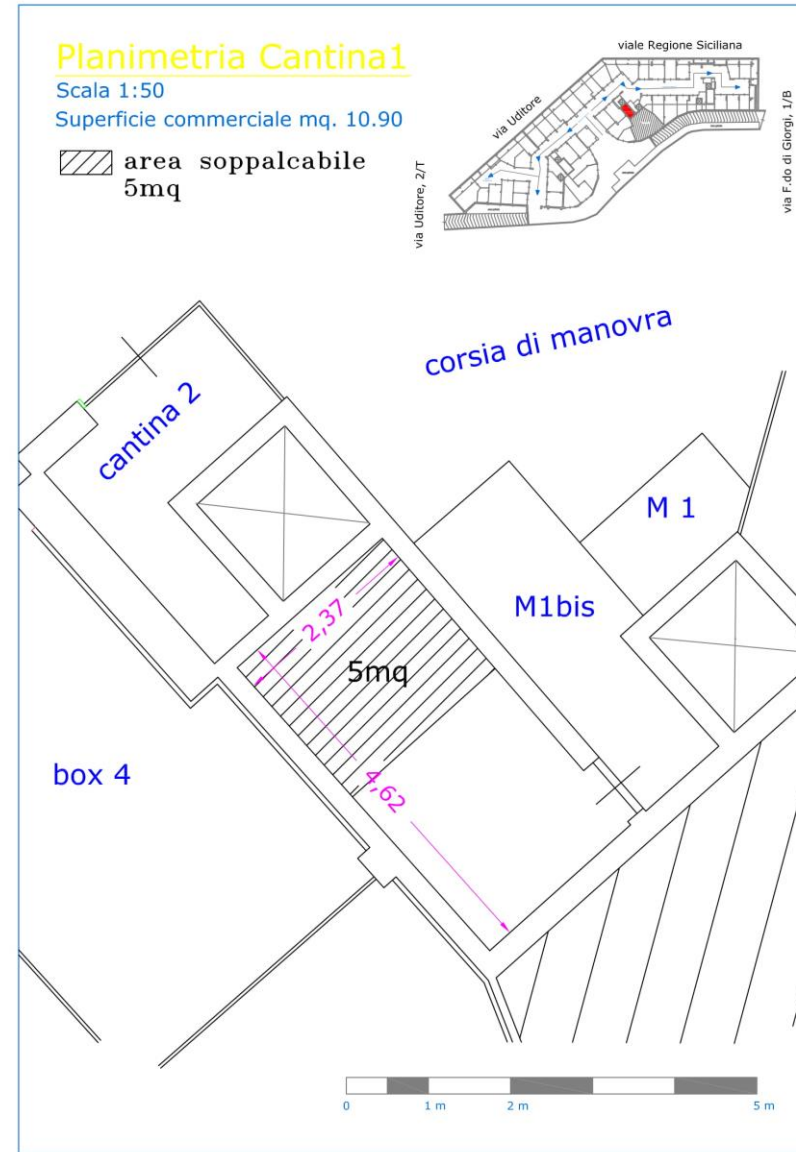 Planimetria Cantina1
Scala 1:50
Superficie commerciale mq. 10.90
area soppalcabile
5mq
viale Regione Siciliana
via Uditore
via Uditore, 2/T
via F.do di Giorgi, 1/B
corsia di manovra
cantina 2
M 1
M1bis
2,37
5mq
4,62
box 4
0
1 m
2 m
5 m